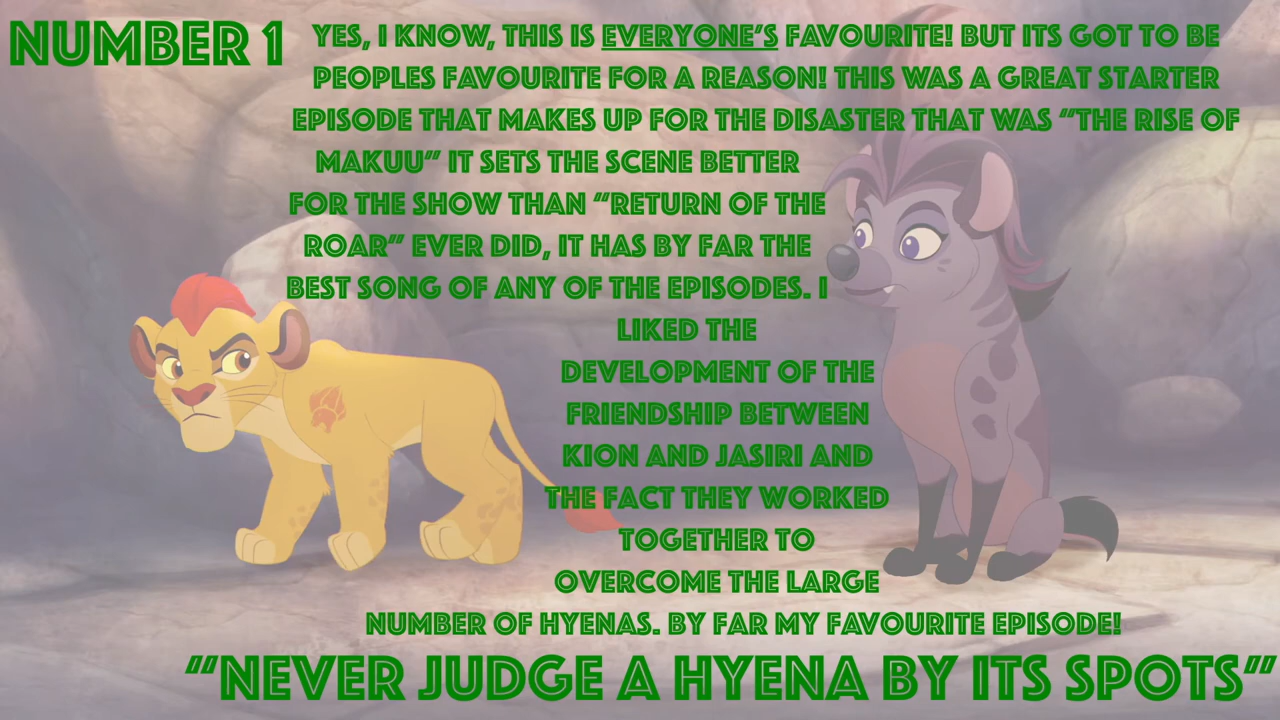 NUMBER 1
YES, I KNOW, THIS IS EVERYONE'S FAVOURITE! BUT ITS GOT TO BE
PEOPLES FAVOURITE FOR A REASON! THIS WAS A GREAT STARTER
EPISODE THAT MAKES UP FOR THE DISASTER THAT WAS "THE RISE OF
MAKUU" IT SETS THE SCENE BETTER
FOR THE SHOW THAN "RETURN OF THE
ROAR" EVER DID, IT HAS BY FAR THE
BEST SONG OF ANY OF THE EPISODES. I
LIKED THE
DEVELOPMENT OF THE
FRIENDSHIP BETWEEN
KION AND JASIRI AND
THE FACT THEY WORKED
TOGETHER TO
OVERCOME THE LARGE
NUMBER OF HYENAS. BY FAR MY FAVOURITE EPISODE!
"NEVER JUDGE A HYENA BY ITS SPOTS"